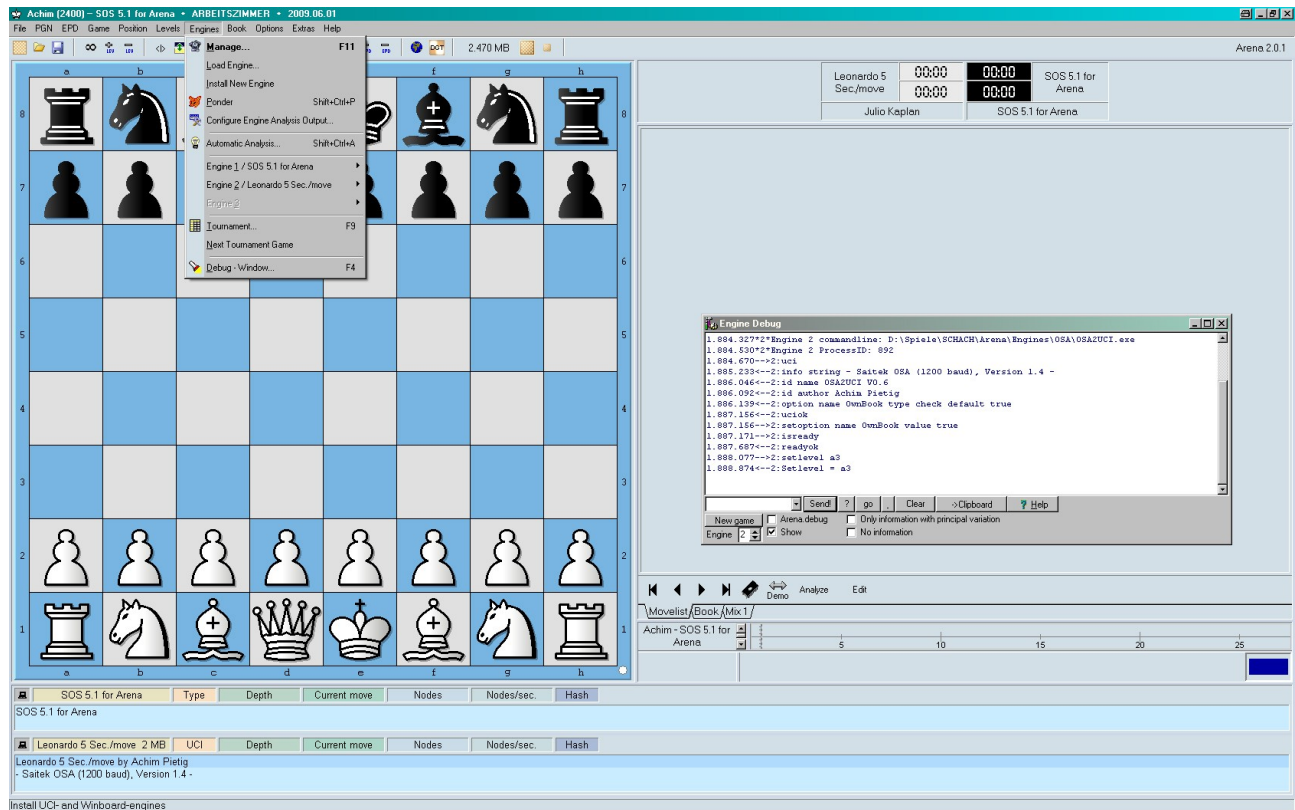 Achim (2400) – SOS 5.1 for Arena • ARBEITSZIMMER • 2009.06.01
File PGN EPD Game Position Levels Engines Book Options Extras Help
2.470 MB
Arena 2.0.1
Manage... F11
Load Engine...
Install New Engine
Ponder Shift+Ctrl+P
Configure Engine Analysis Output...
Automatic Analysis... Shift+Ctrl+A
Engine 1 / SOS 5.1 for Arena
Engine 2 / Leonardo 5 Sec./move
Engine 3
Tournament... F9
Next Tournament Game
Debug - Window... F4
a b f g h
8 8
7 7
6 6
5 5
4 4
3 3
2 2
1 1
a b c d e f g h
Leonardo 5 Sec./move
00:00 00:00
00:00 00:00
SOS 5.1 for Arena
Julio Kaplan SOS 5.1 for Arena
Engine Debug
1.884.327*2*Engine 2 commandline: D:\Spiele\SCHACH\Arena\Engines\OSA\OSA2UCI.exe
1.884.530*2*Engine 2 ProcessID: 892
1.884.670-->2:uci
1.885.233<--2:info string - Saitek OSA (1200 baud), Version 1.4 -
1.886.046<--2:id name OSA2UCI V0.6
1.886.092<--2:id author Achim Pietig
1.886.139<--2:option name OwnBook type check default true
1.887.156<--2:uciok
1.887.156-->2:setoption name OwnBook value true
1.887.171-->2:isready
1.887.687<--2:readyok
1.888.077-->2:setlevel a3
1.888.874<--2:Setlevel = a3
Send! ? go . Clear ->Clipboard ? Help
New game Arena.debug Only information with principal variation
Engine 2 Show No information
Demo Analyze Edit
Movelist Book Mix 1
Achim - SOS 5.1 for Arena
5 10 15 20 25
SOS 5.1 for Arena Type Depth Current move Nodes Nodes/sec. Hash
SOS 5.1 for Arena
Leonardo 5 Sec./move 2 MB UCI Depth Current move Nodes Nodes/sec. Hash
Leonardo 5 Sec./move by Achim Pietig
- Saitek OSA (1200 baud), Version 1.4 -
Install UCI- and Winboard-engines